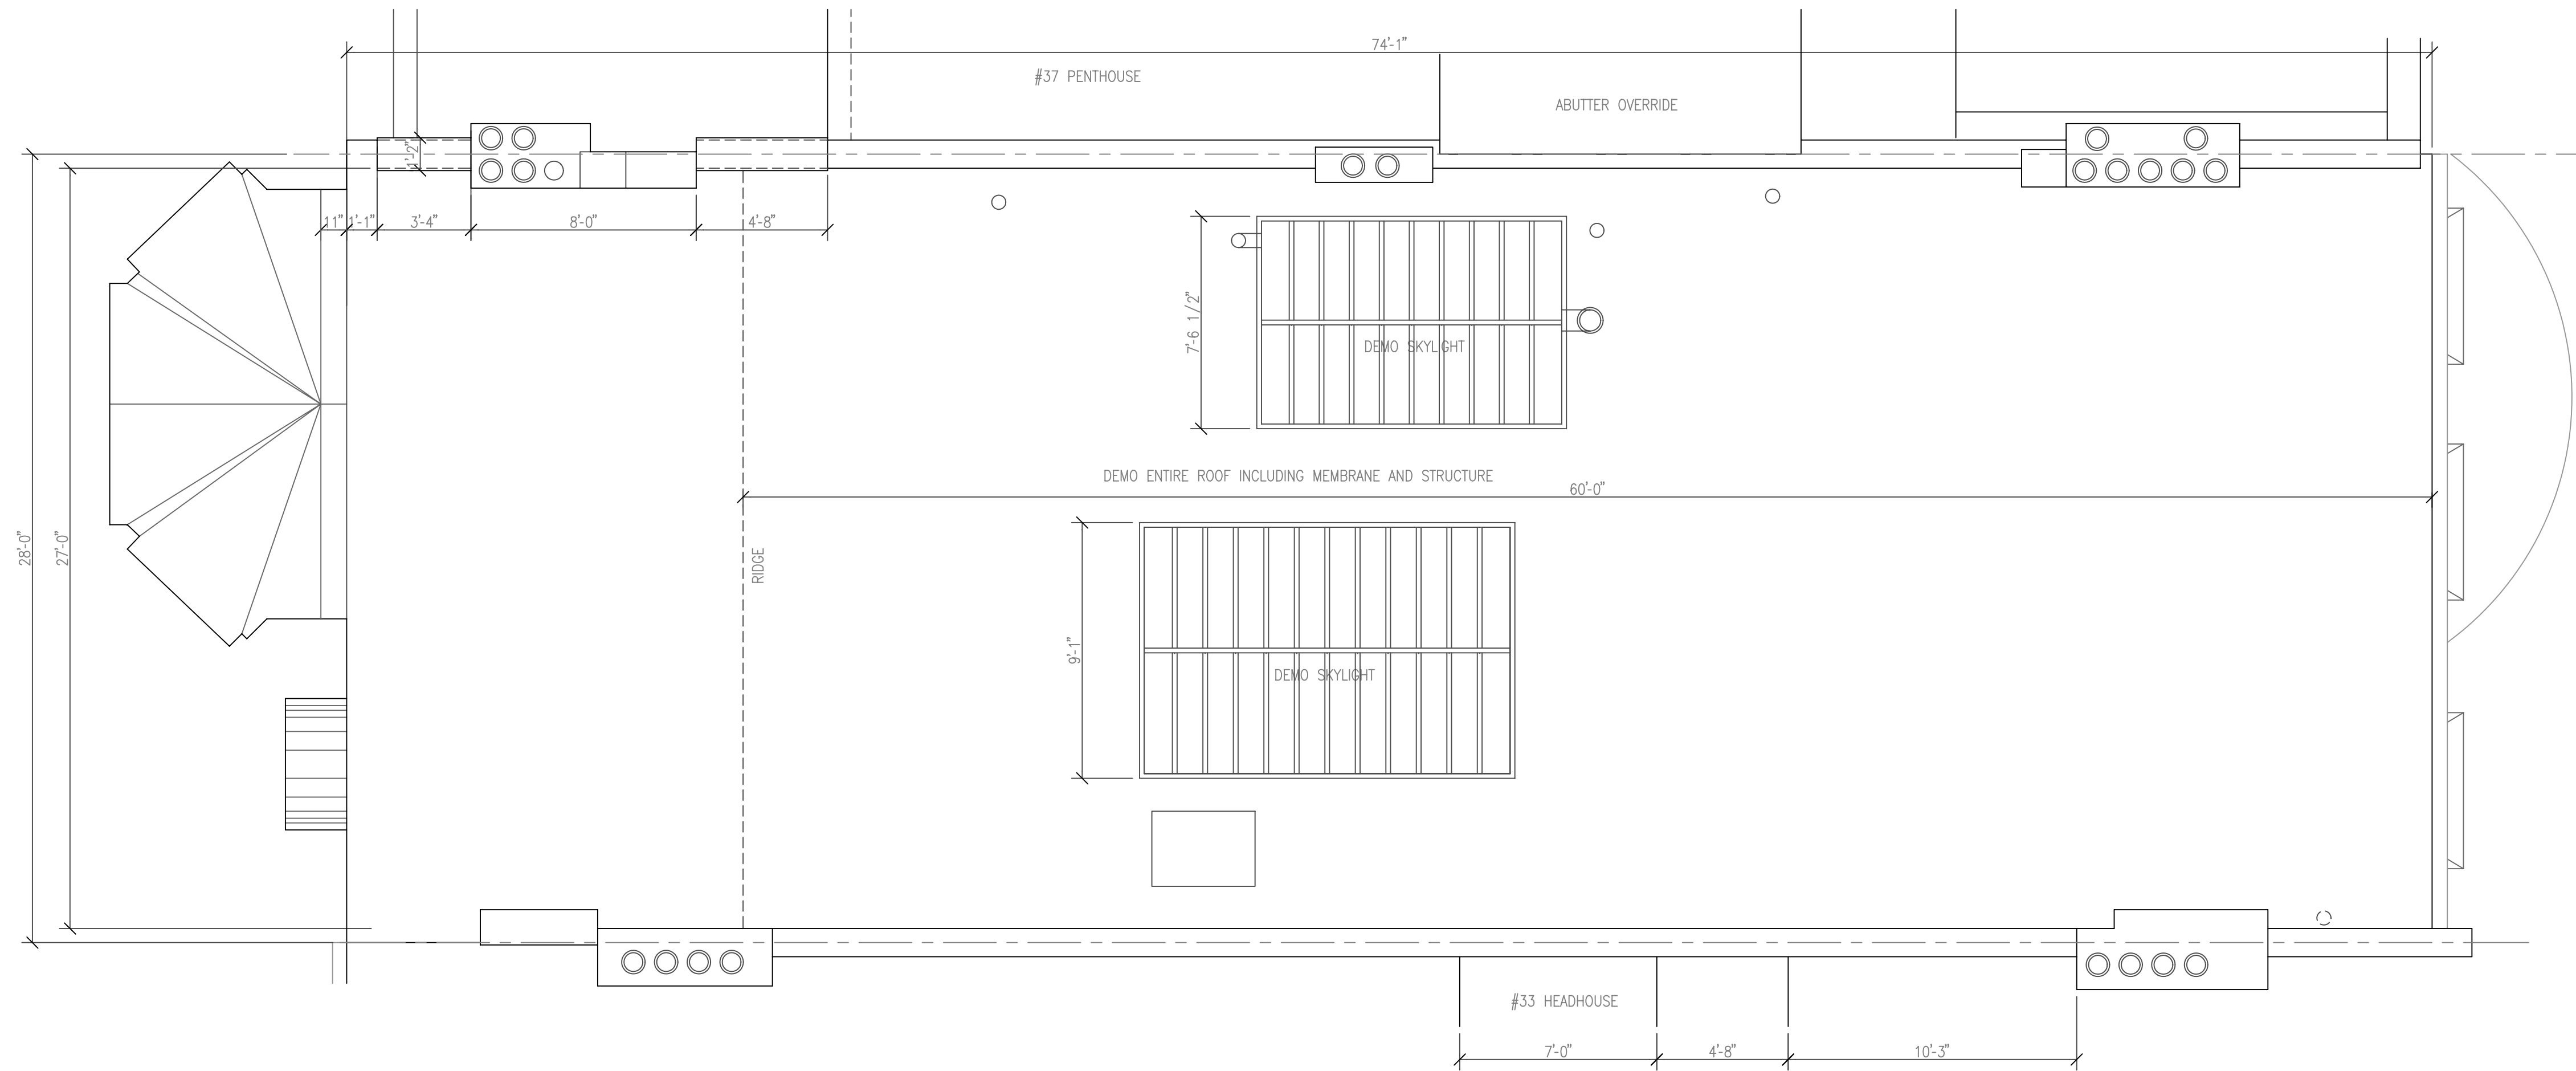 74'-1"
#37 PENTHOUSE
ABUTTER OVERRIDE
1'-2"
11"
1'-1"
3'-4"
8'-0"
4'-8"
7'-6 1/2"
DEMO SKYLIGHT
DEMO ENTIRE ROOF INCLUDING MEMBRANE AND STRUCTURE
60'-0"
28'-0"
27'-0"
RIDGE
9'-1"
DEMO SKYLIGHT
#33 HEADHOUSE
7'-0"
4'-8"
10'-3"